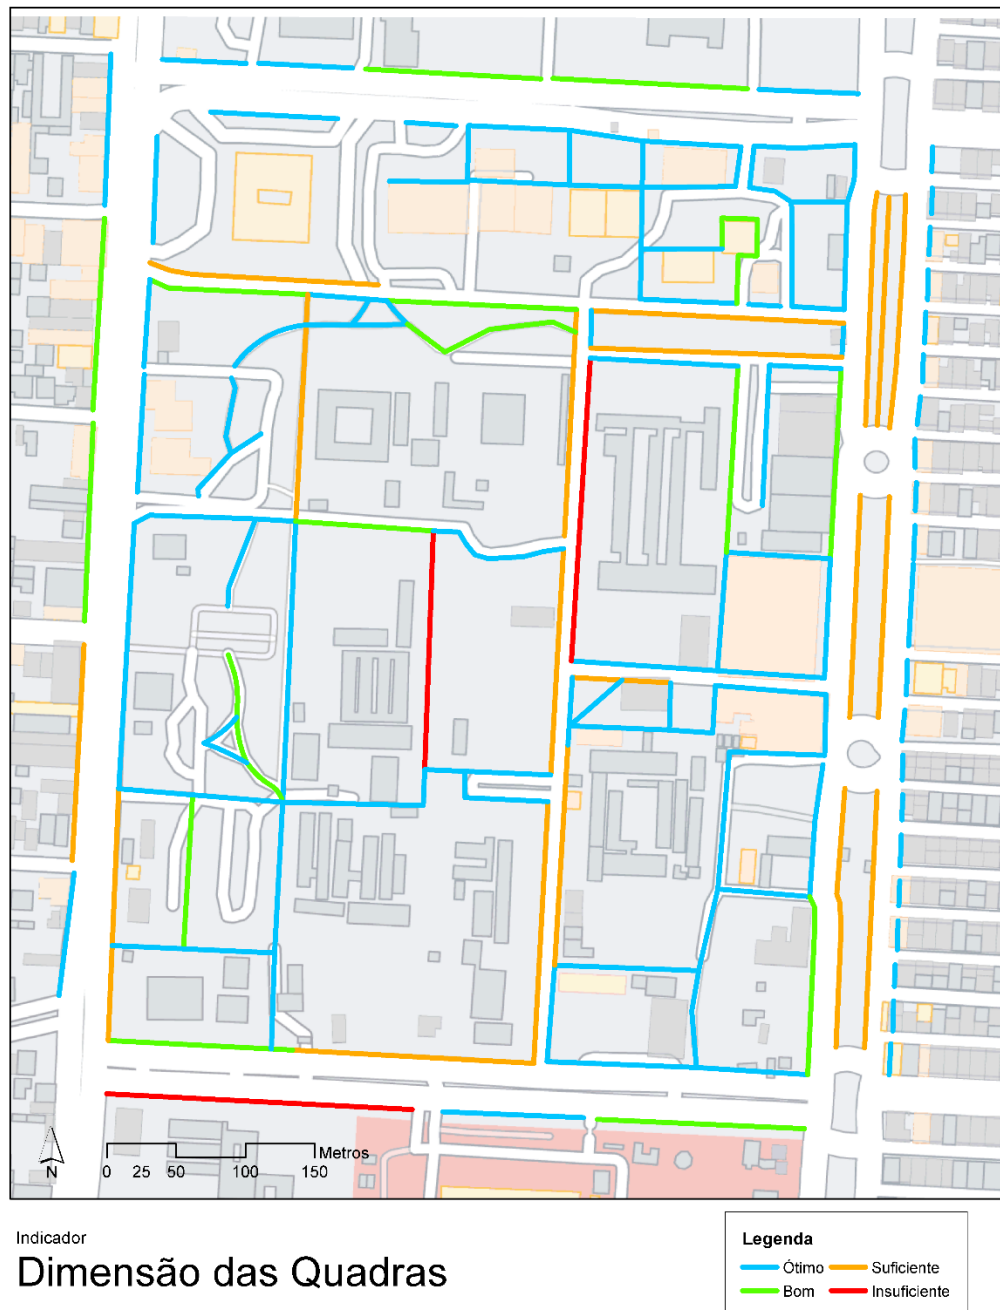 N
Metros
0 25 50 100 150
Indicador
Dimensão das Quadras
Legenda
Ótimo Suficiente
Bom Insuficiente